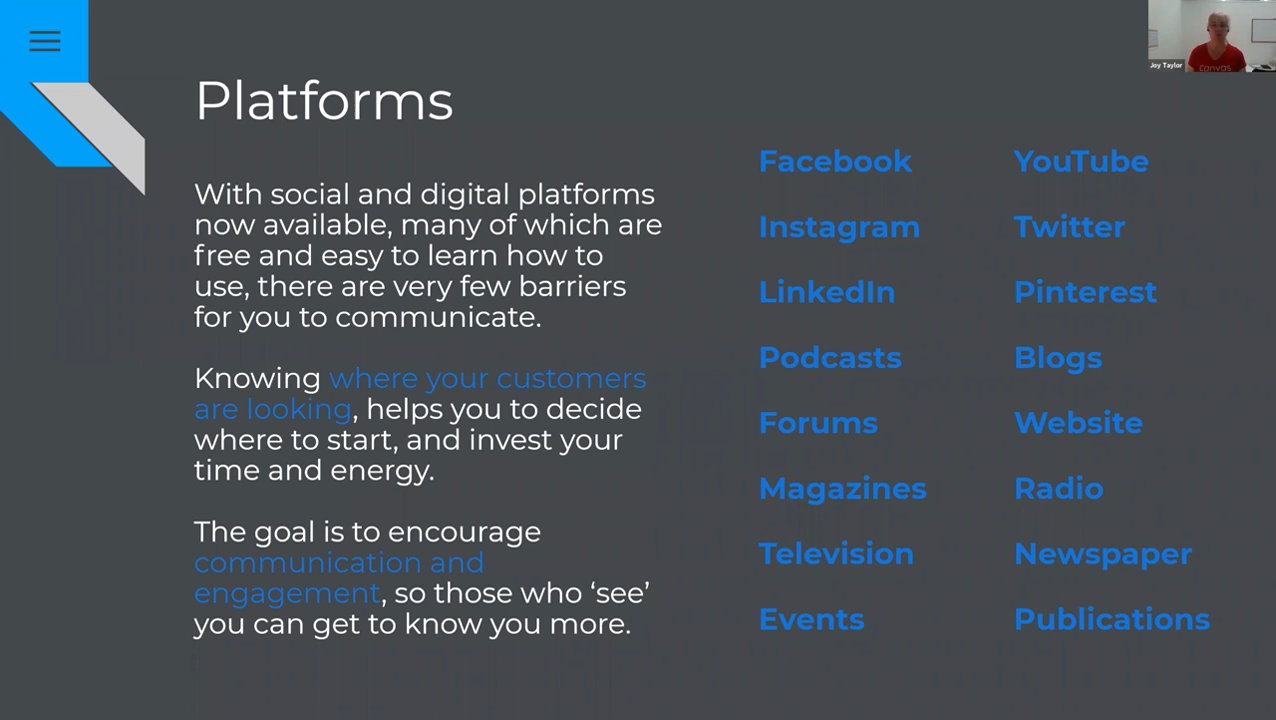 Platforms
With social and digital platforms
now available, many of which are
free and easy to learn how to
use, there are very few barriers
for you to communicate.
Knowing where your customers
are looking, helps you to decide
where to start, and invest your
time and energy.
The goal is to encourage
communication and
engagement, so those who ‘see’
you can get to know you more.
Facebook
Instagram
LinkedIn
Podcasts
Forums
Magazines
Television
Events
YouTube
Twitter
Pinterest
Blogs
Website
Radio
Newspaper
Publications
Joy Taylor
canvas